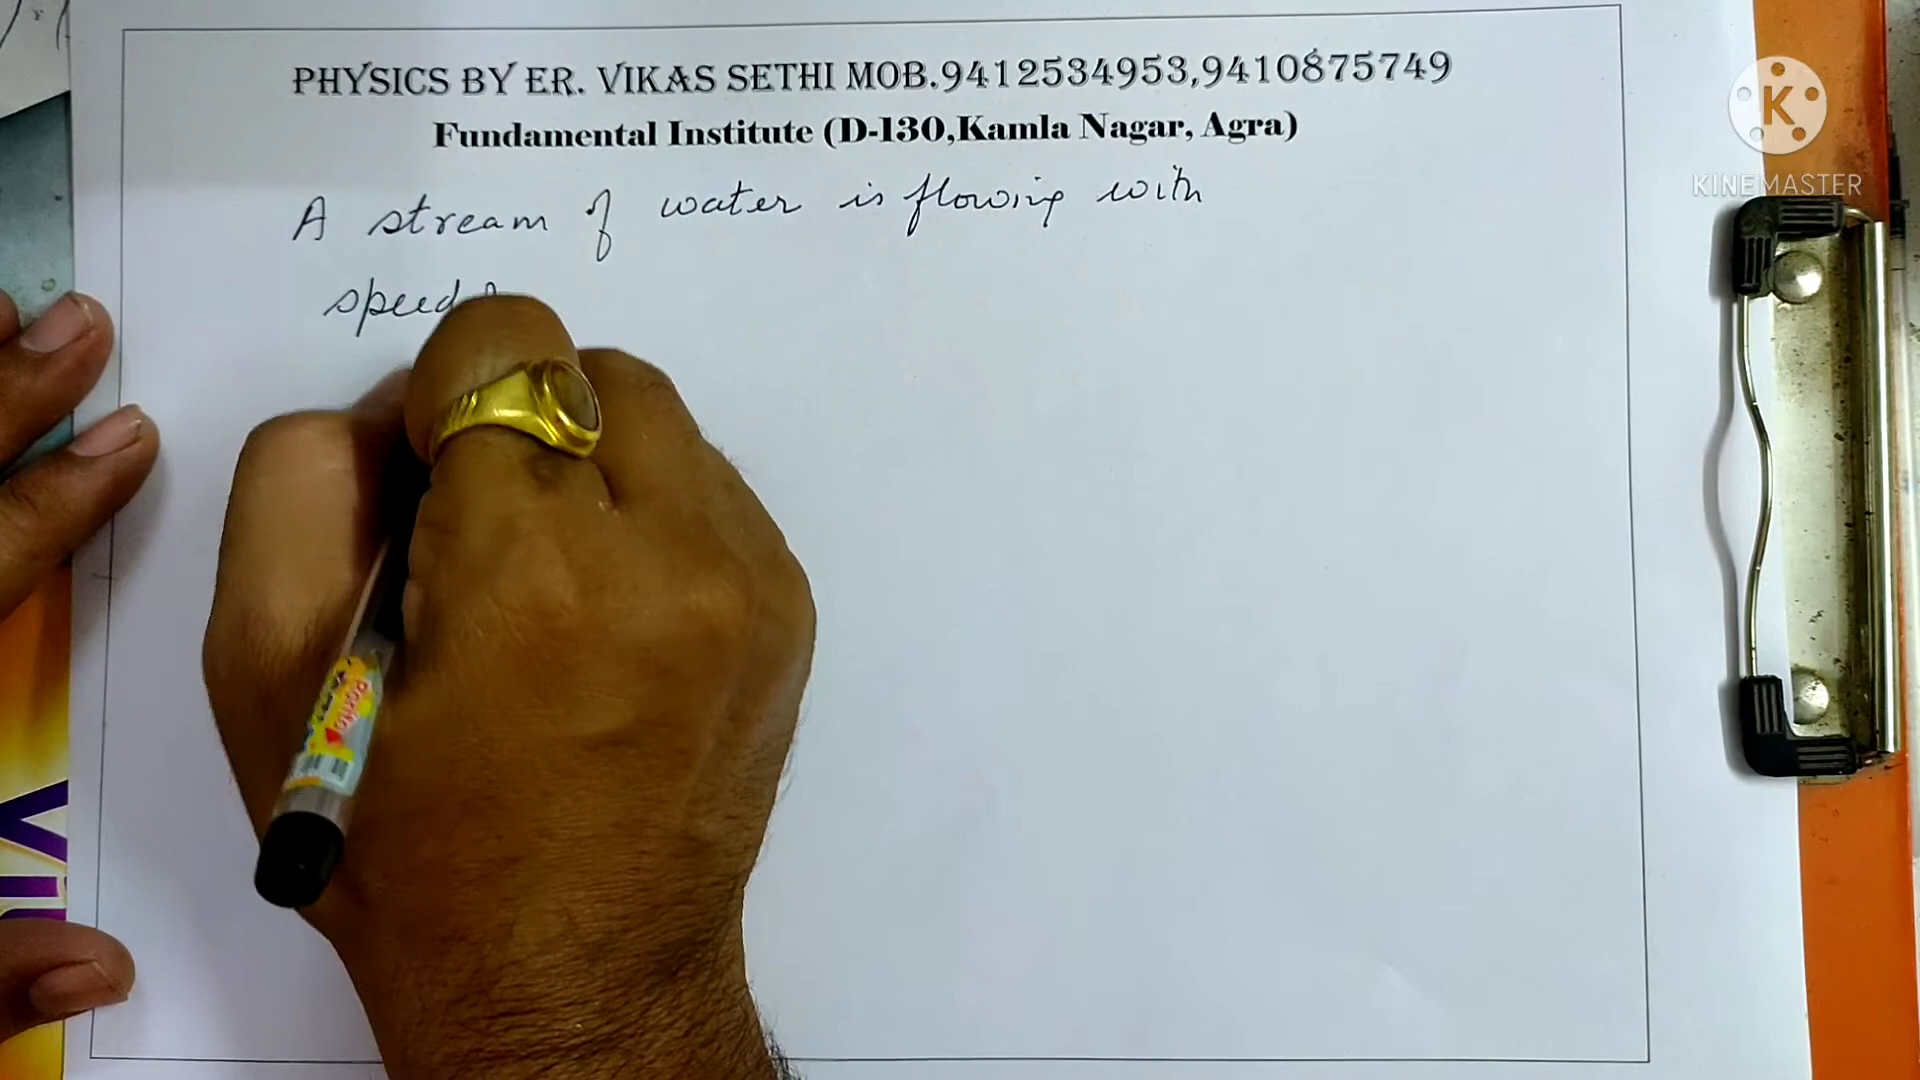 PHYSICS BY ER. VIKAS SETHI MOB.9412534953,9410875749
Fundamental Institute (D-130,Kamla Nagar, Agra)
K
KINEMASTER
A stream of water is flowing with
speed